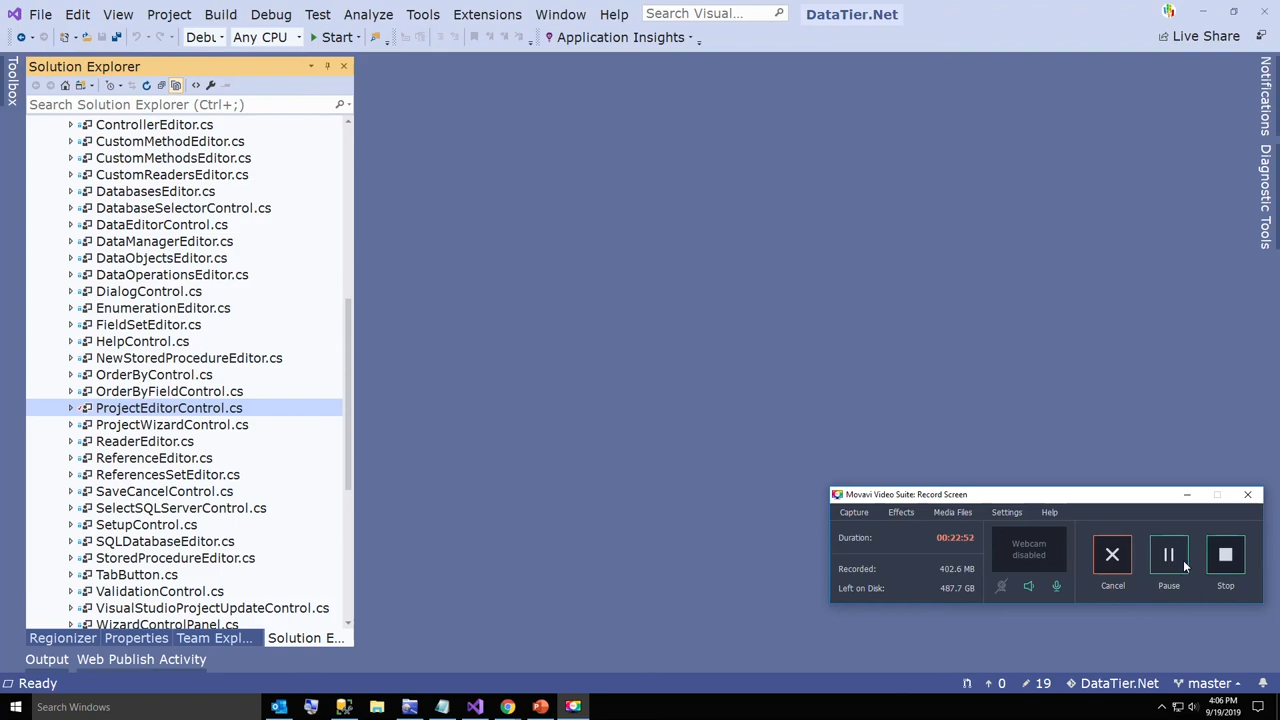 File Edit View Project Build Debug Test Analyze Tools Extensions Window Help Search Visual... DataTier.Net
Debu Any CPU Start Application Insights Live Share
Toolbox
Solution Explorer
Search Solution Explorer (Ctrl+;)
ControllerEditor.cs
CustomMethodEditor.cs
CustomMethodsEditor.cs
CustomReadersEditor.cs
DatabasesEditor.cs
DatabaseSelectorControl.cs
DataEditorControl.cs
DataManagerEditor.cs
DataObjectsEditor.cs
DataOperationsEditor.cs
DialogControl.cs
EnumerationEditor.cs
FieldSetEditor.cs
HelpControl.cs
NewStoredProcedureEditor.cs
OrderByControl.cs
OrderByFieldControl.cs
ProjectEditorControl.cs
ProjectWizardControl.cs
ReaderEditor.cs
ReferenceEditor.cs
ReferencesSetEditor.cs
SaveCancelControl.cs
SelectSQLServerControl.cs
SetupControl.cs
SQLDatabaseEditor.cs
StoredProcedureEditor.cs
TabButton.cs
ValidationControl.cs
VisualStudioProjectUpdateControl.cs
WizardControlPanel.cs
Regionizer Properties Team Expl... Solution E...
Notifications
Diagnostic Tools
Movavi Video Suite: Record Screen
Capture Effects Media Files Settings Help
Duration: 00:22:52
Recorded: 402.6 MB
Left on Disk: 487.7 GB
Webcam
disabled
Cancel Pause Stop
Output Web Publish Activity
Ready 0 19 DataTier.Net master
Search Windows
4:06 PM
9/19/2019